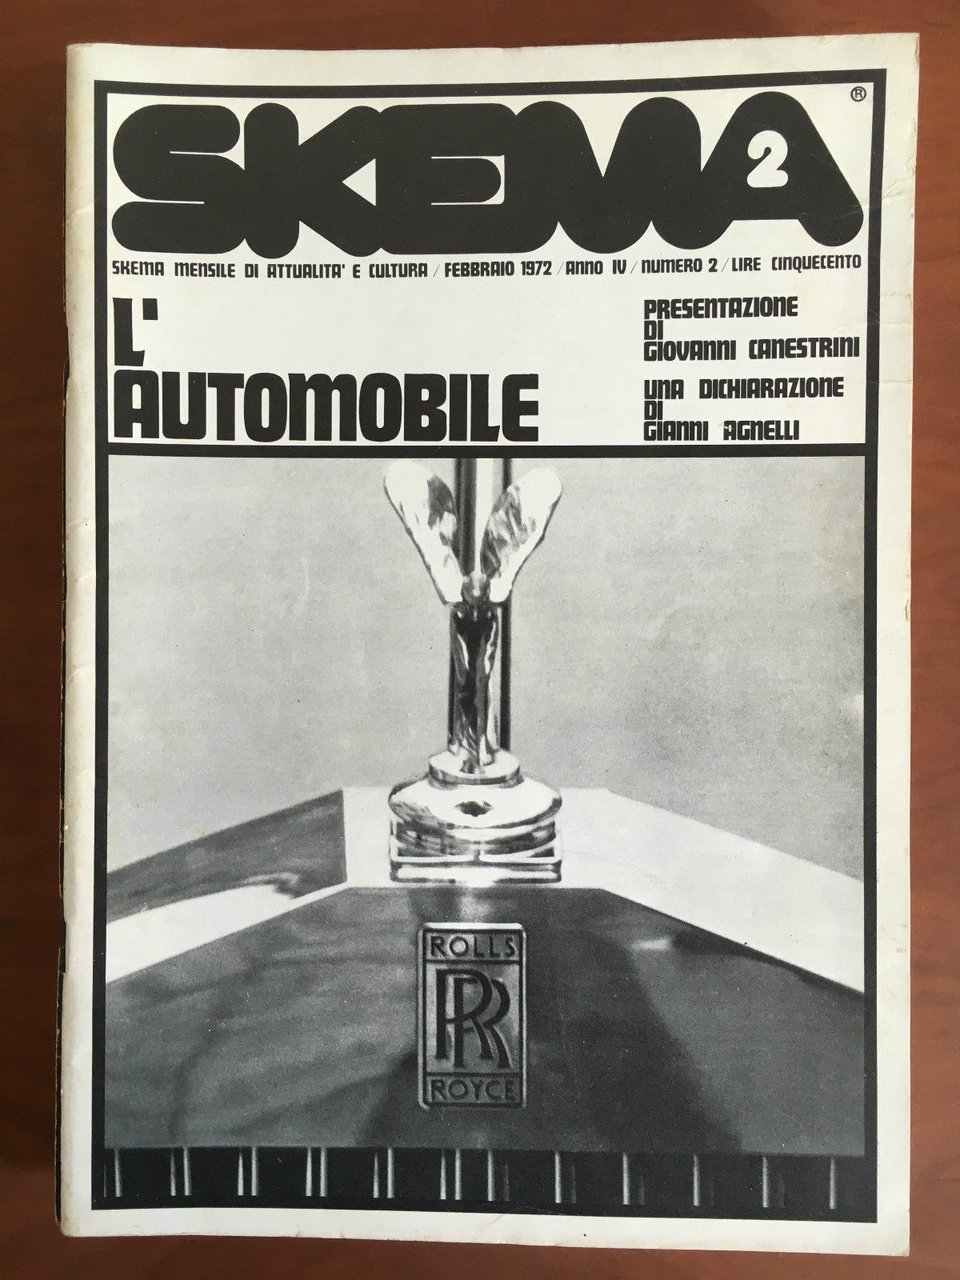 SKEMA
2
®
SKEMA MENSILE DI ATTUALITA' E CULTURA / FEBBRAIO 1972 / ANNO IV / NUMERO 2 / LIRE CINQUECENTO
L'
AUTOMOBILE
PRESENTAZIONE
DI
GIOVANNI CANESTRINI
UNA DICHIARAZIONE
DI
GIANNI AGNELLI
ROLLS
RR
ROYCE